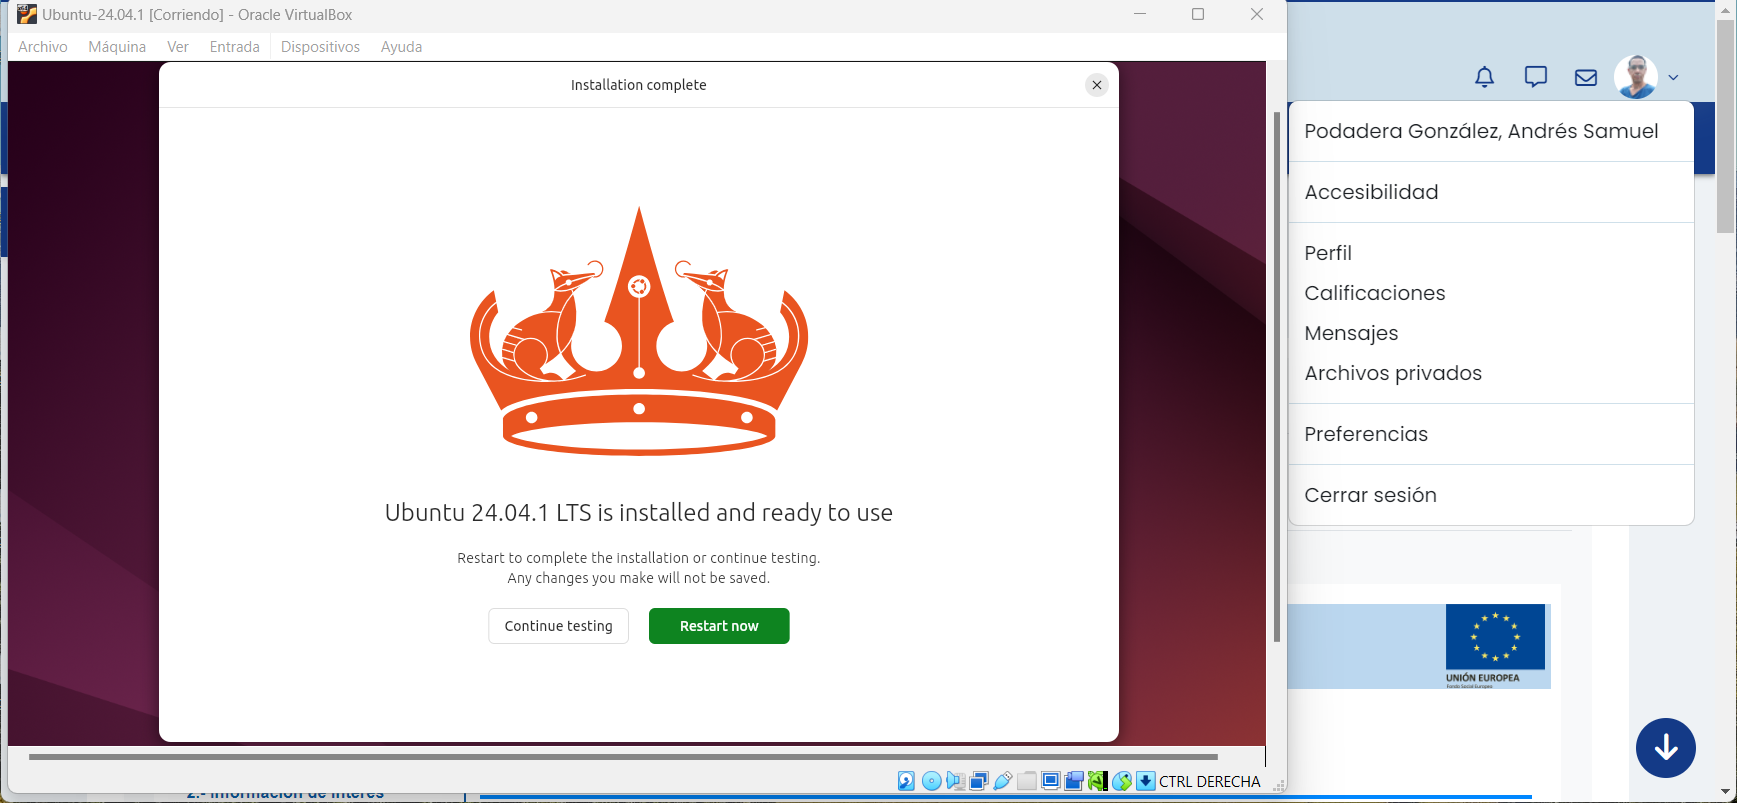 Ubuntu-24.04.1 [Corriendo] - Oracle VirtualBox
Archivo Máquina Ver Entrada Dispositivos Ayuda
Installation complete
Ubuntu 24.04.1 LTS is installed and ready to use
Restart to complete the installation or continue testing.
Any changes you make will not be saved.
Continue testing
Restart now
CTRL DERECHA
Podadera González, Andrés Samuel
Accesibilidad
Perfil
Calificaciones
Mensajes
Archivos privados
Preferencias
Cerrar sesión
UNIÓN EUROPEA
Fondo Social Europeo
2.- Información de interés